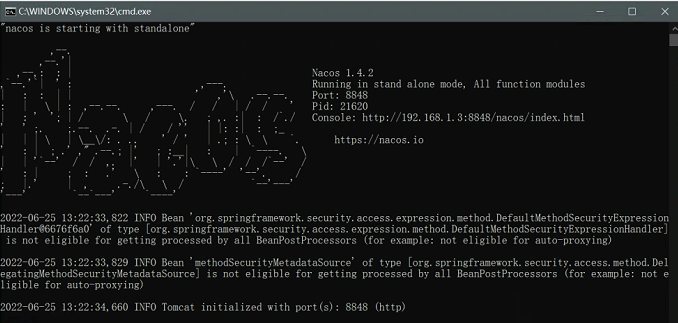 C:\WINDOWS\system32\cmd.exe
"nacos is starting with standalone"
Nacos 1.4.2
Running in stand alone mode, All function modules
Port: 8848
Pid: 21620
Console: http://192.168.1.3:8848/nacos/index.html
https://nacos.io
2022-06-25 13:22:33,822 INFO Bean 'org.springframework.security.access.expression.method.DefaultMethodSecurityExpression
Handler@6676f6a0' of type [org.springframework.security.access.expression.method.DefaultMethodSecurityExpressionHandler]
is not eligible for getting processed by all BeanPostProcessors (for example: not eligible for auto-proxying)
2022-06-25 13:22:33,829 INFO Bean 'methodSecurityMetadataSource' of type [org.springframework.security.access.method.Del
egatingMethodSecurityMetadataSource] is not eligible for getting processed by all BeanPostProcessors (for example: not e
ligible for auto-proxying)
2022-06-25 13:22:34,660 INFO Tomcat initialized with port(s): 8848 (http)